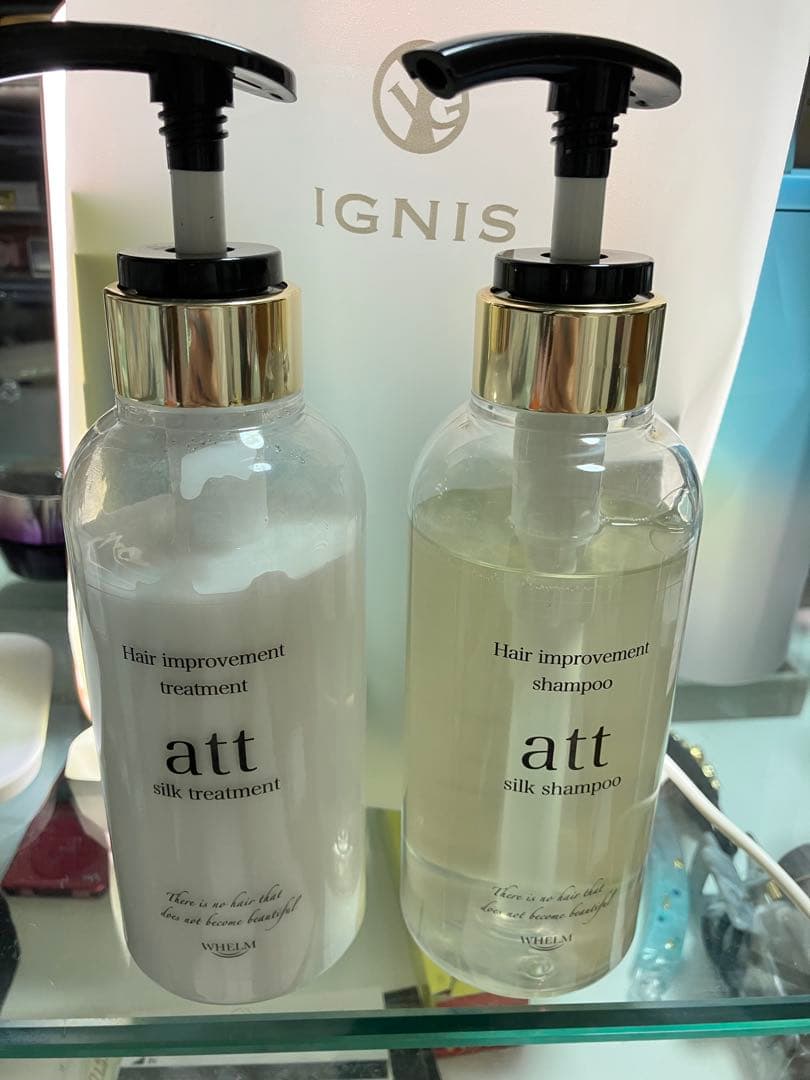 IGNIS
Hair improvement
treatment
att
silk treatment
There is no hair that
does not become beautiful
WHELM
Hair improvement
shampoo
att
silk shampoo
There is no hair that
does not become beautiful
WHELM